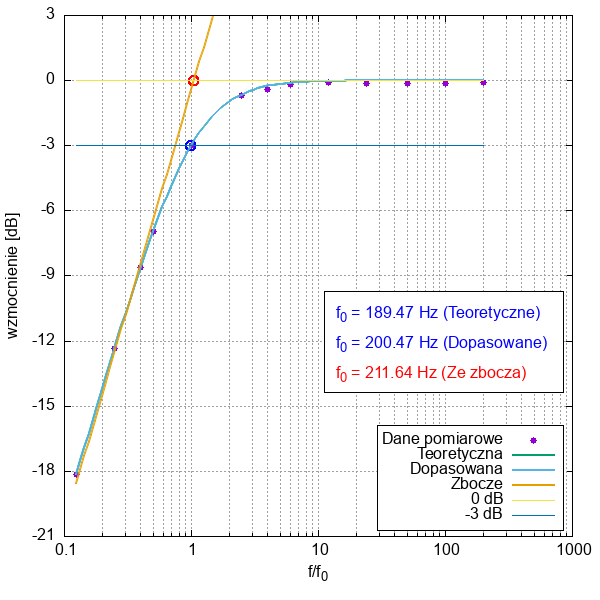 3
0
-3
-6
-9
-12
-15
-18
-21
wzmocnienie [dB]
f0 = 189.47 Hz (Teoretyczne)
f0 = 200.47 Hz (Dopasowane)
f0 = 211.64 Hz (Ze zbocza)
Dane pomiarowe
Teoretyczna
Dopasowana
Zbocze
0 dB
-3 dB
0.1 1 10 100 1000
f/f0